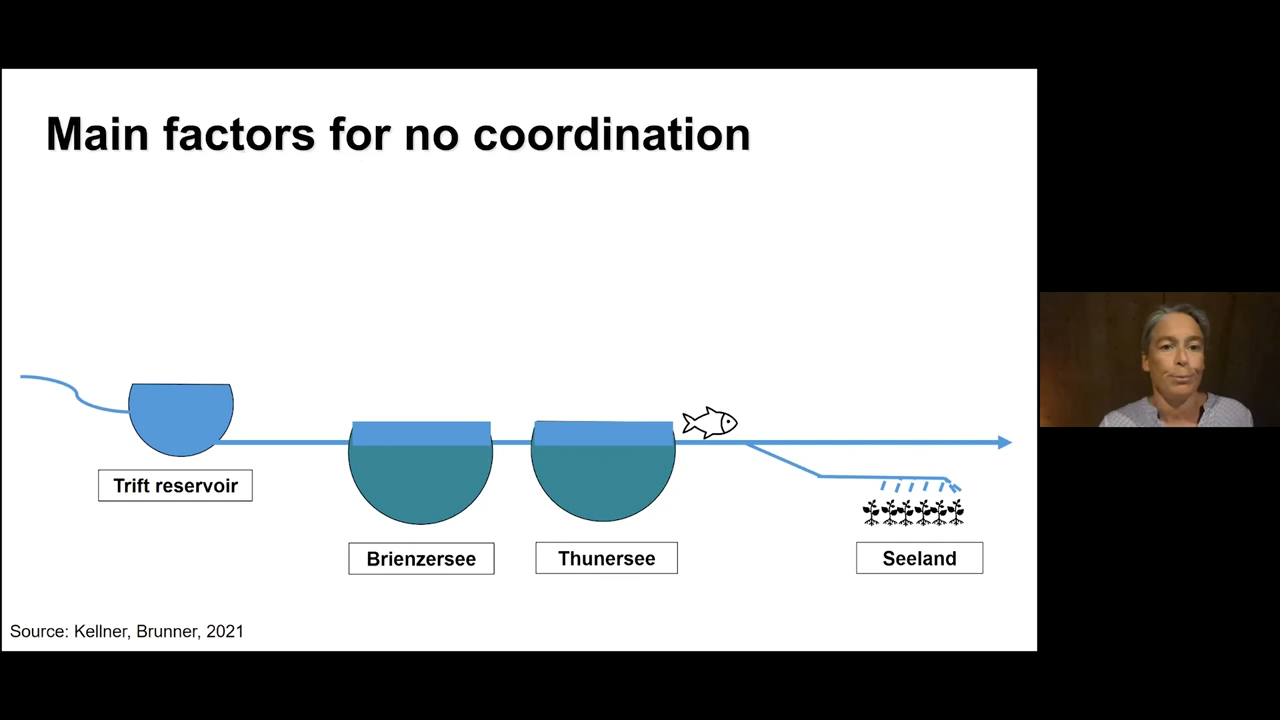 Main factors for no coordination
Trift reservoir
Brienzersee
Thunersee
Seeland
Source: Kellner, Brunner, 2021